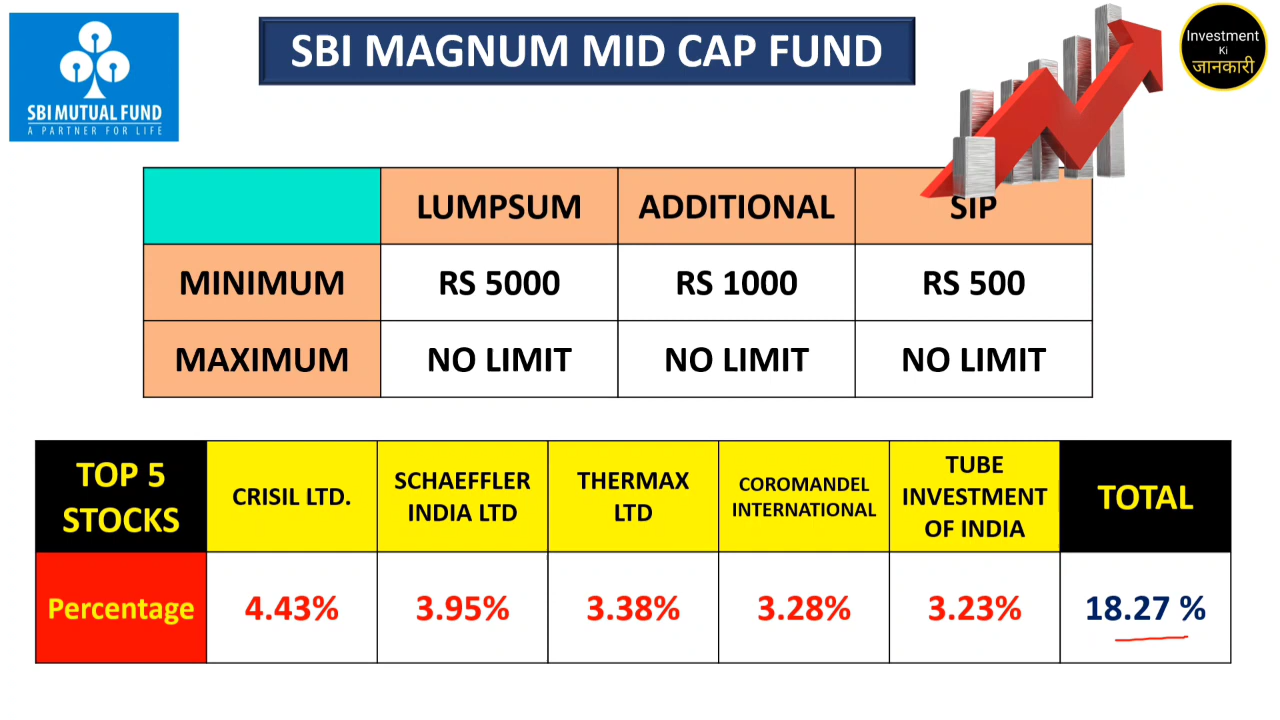 SBI MUTUAL FUND
A PARTNER FOR LIFE
SBI MAGNUM MID CAP FUND
Investment
Ki
जानकारी
LUMPSUM ADDITIONAL SIP
MINIMUM RS 5000 RS 1000 RS 500
MAXIMUM NO LIMIT NO LIMIT NO LIMIT
TOP 5
STOCKS
CRISIL LTD.
SCHAEFFLER
INDIA LTD
THERMAX
LTD
COROMANDEL
INTERNATIONAL
TUBE
INVESTMENT
OF INDIA
TOTAL
Percentage 4.43% 3.95% 3.38% 3.28% 3.23% 18.27 %